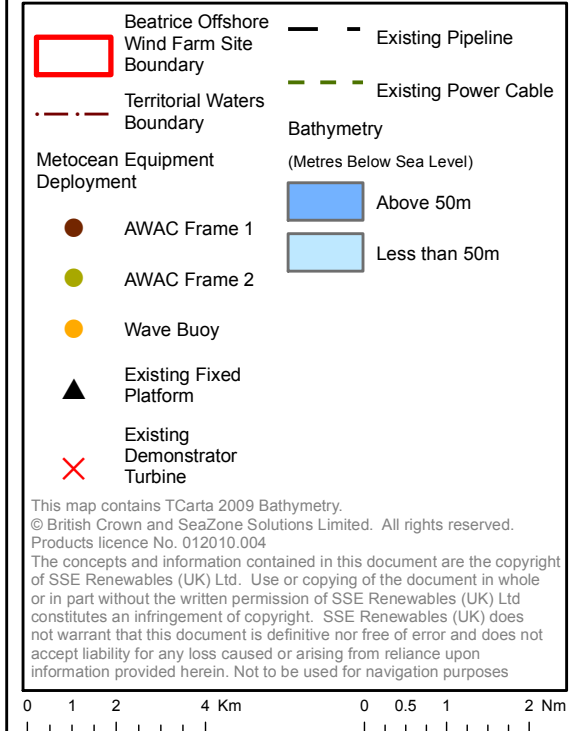 Beatrice Offshore
Wind Farm Site
Boundary
Territorial Waters
Boundary
Metocean Equipment
Deployment
AWAC Frame 1
AWAC Frame 2
Wave Buoy
Existing Fixed
Platform
Existing
Demonstrator
Turbine
Existing Pipeline
Existing Power Cable
Bathymetry
(Metres Below Sea Level)
Above 50m
Less than 50m
This map contains TCarta 2009 Bathymetry.
© British Crown and SeaZone Solutions Limited. All rights reserved.
Products licence No. 012010.004
The concepts and information contained in this document are the copyright
of SSE Renewables (UK) Ltd. Use or copying of the document in whole
or in part without the written permission of SSE Renewables (UK) Ltd
constitutes an infringement of copyright. SSE Renewables (UK) does
not warrant that this document is definitive nor free of error and does not
accept liability for any loss caused or arising from reliance upon
information provided herein. Not to be used for navigation purposes
0 1 2 4 Km
0 0.5 1 2 Nm